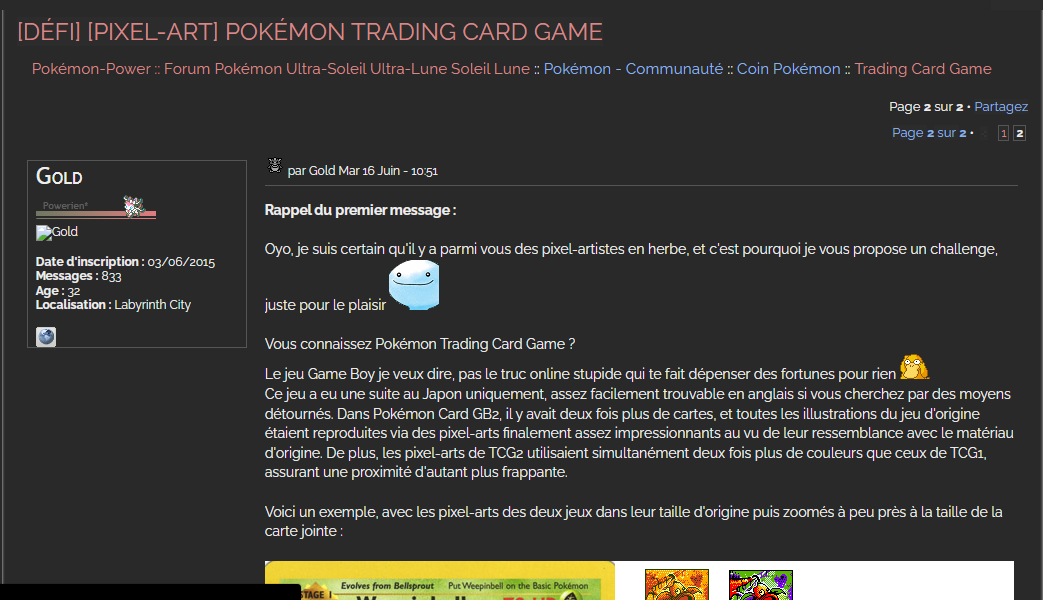 [DÉFI] [PIXEL-ART] POKÉMON TRADING CARD GAME
Pokémon-Power :: Forum Pokémon Ultra-Soleil Ultra-Lune Soleil Lune :: Pokémon - Communauté :: Coin Pokémon :: Trading Card Game
Page 2 sur 2 • Partagez
Page 2 sur 2 • 1 2
Gold
Powerien*
Gold
Date d'inscription : 03/06/2015
Messages : 833
Age : 32
Localisation : Labyrinth City
par Gold Mar 16 Juin - 10:51
Rappel du premier message :
Oyo, je suis certain qu'il y a parmi vous des pixel-artistes en herbe, et c'est pourquoi je vous propose un challenge,
juste pour le plaisir
Vous connaissez Pokémon Trading Card Game ?
Le jeu Game Boy je veux dire, pas le truc online stupide qui te fait dépenser des fortunes pour rien
Ce jeu a eu une suite au Japon uniquement, assez facilement trouvable en anglais si vous cherchez par des moyens
détournés. Dans Pokémon Card GB2, il y avait deux fois plus de cartes, et toutes les illustrations du jeu d'origine
étaient reproduites via des pixel-arts finalement assez impressionnants au vu de leur ressemblance avec le matériau
d'origine. De plus, les pixel-arts de TCG2 utilisaient simultanément deux fois plus de couleurs que ceux de TCG1,
assurant une proximité d'autant plus frappante.
Voici un exemple, avec les pixel-arts des deux jeux dans leur taille d'origine puis zoomés à peu près à la taille de la
carte jointe :
STAGE 1 Evolves from Bellsprout Put Weepinbell on the Basic Pokémon